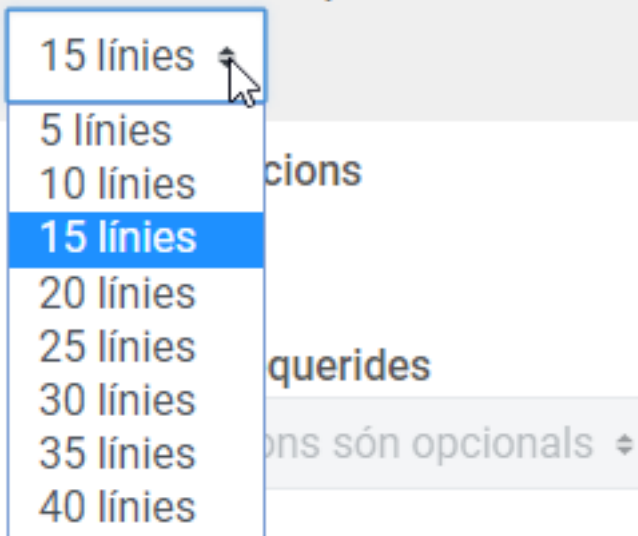 15 línies
5 línies
10 línies
cions
15 línies
20 línies
25 línies
querides
30 línies
35 línies
ons són opcionals
40 línies